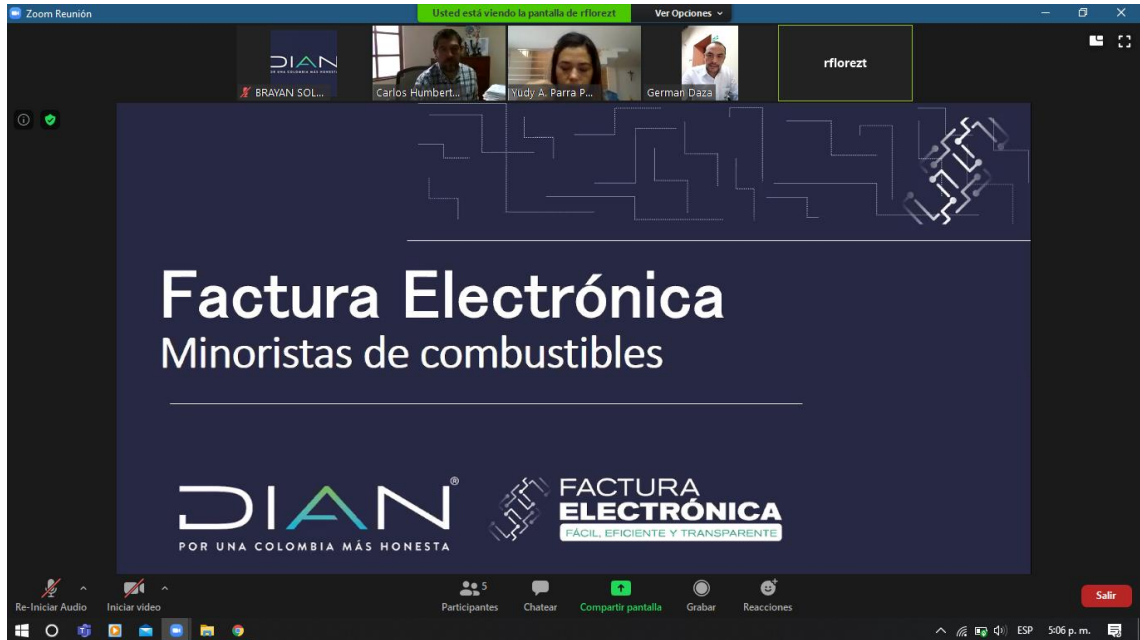 Zoom Reunión
Usted está viendo la pantalla de rflorezt
Ver Opciones
DIAN
BRAYAN SOL...
Carlos Humbert...
Yudy A. Parra P...
German Daza
rflorezt
Factura Electrónica
Minoristas de combustibles
DIAN®
POR UNA COLOMBIA MÁS HONESTA
FACTURA
ELECTRÓNICA
FÁCIL, EFICIENTE Y TRANSPARENTE
Re-Iniciar Audio
Iniciar video
5
Participantes
Chatear
Compartir pantalla
Grabar
Reacciones
Salir
ESP
5:06 p. m.